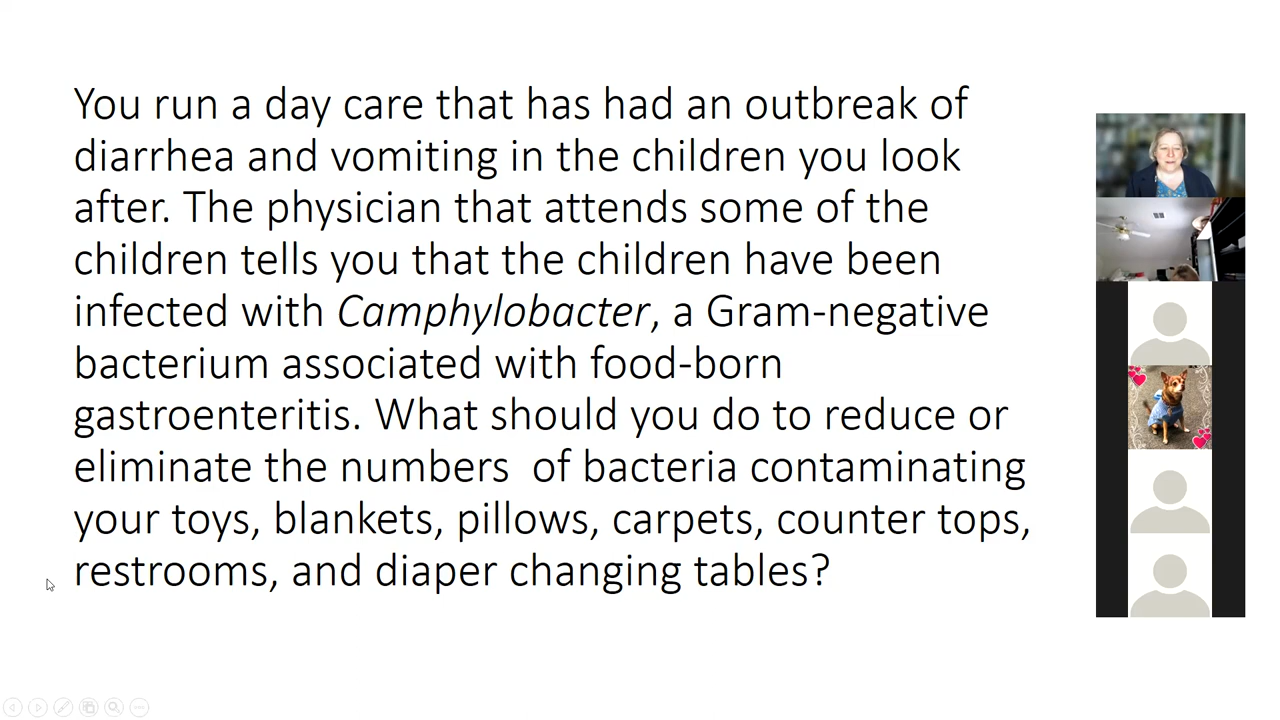 You run a day care that has had an outbreak of
diarrhea and vomiting in the children you look
after. The physician that attends some of the
children tells you that the children have been
infected with Camphylobacter, a Gram-negative
bacterium associated with food-born
gastroenteritis. What should you do to reduce or
eliminate the numbers  of bacteria contaminating
your toys, blankets, pillows, carpets, counter tops,
restrooms, and diaper changing tables?